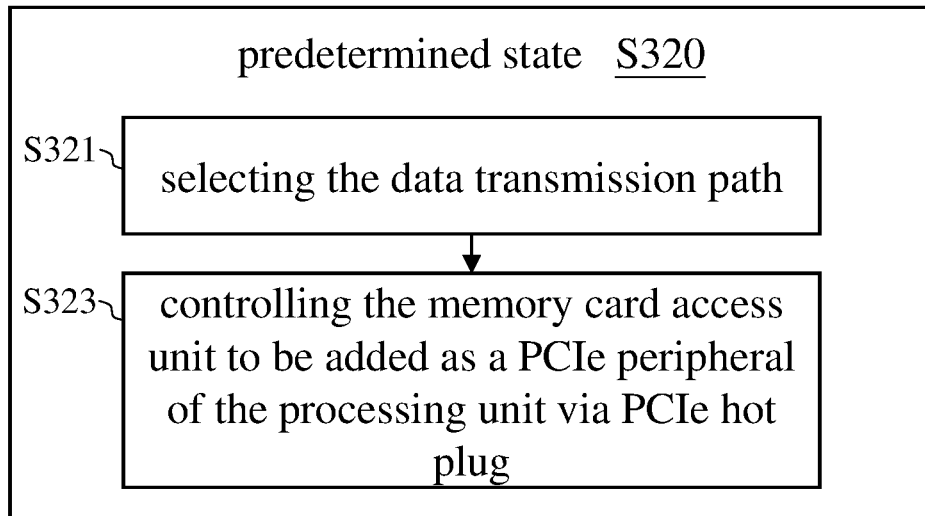 predetermined state S320
S321
selecting the data transmission path
S323
controlling the memory card access
unit to be added as a PCIe peripheral
of the processing unit via PCIe hot
plug